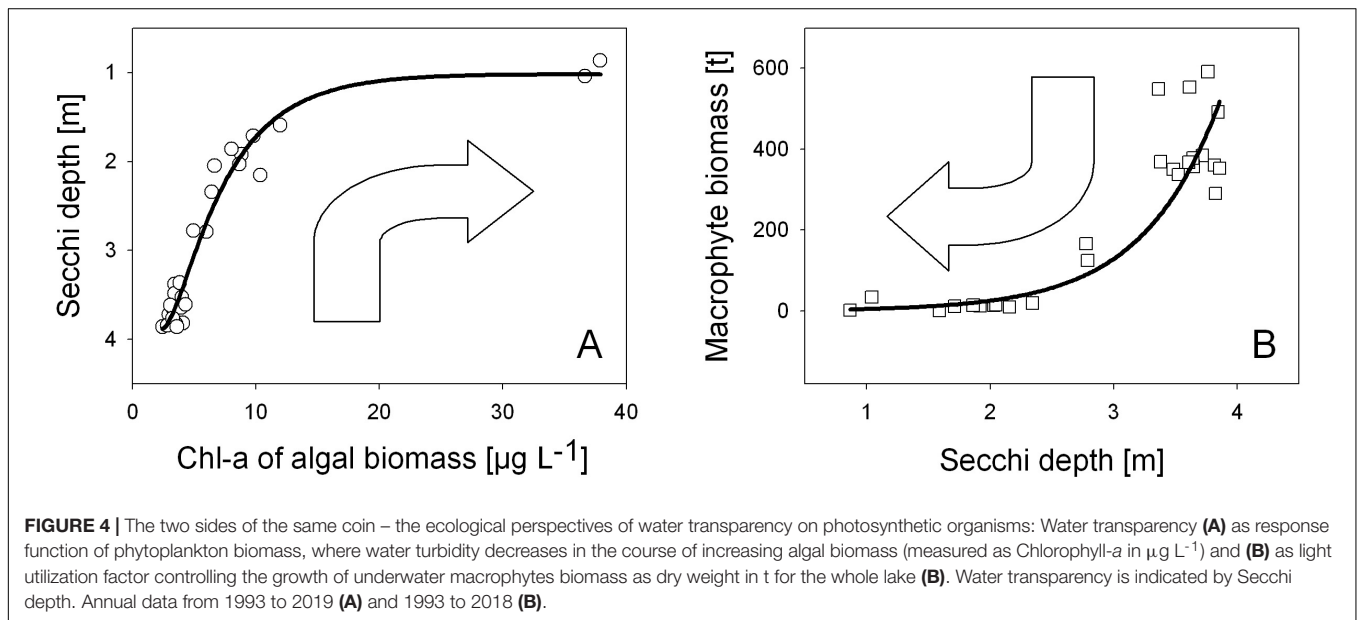 1
2
3
4
Secchi depth [m]
A
0
10
20
30
40
Chl-a of algal biomass [µg L-1]
600
400
200
0
Macrophyte biomass [t]
B
1
2
3
4
Secchi depth [m]
FIGURE 4 | The two sides of the same coin – the ecological perspectives of water transparency on photosynthetic organisms: Water transparency (A) as response
function of phytoplankton biomass, where water turbidity decreases in the course of increasing algal biomass (measured as Chlorophyll-a in µg L-1) and (B) as light
utilization factor controlling the growth of underwater macrophytes biomass as dry weight in t for the whole lake (B). Water transparency is indicated by Secchi
depth. Annual data from 1993 to 2019 (A) and 1993 to 2018 (B).